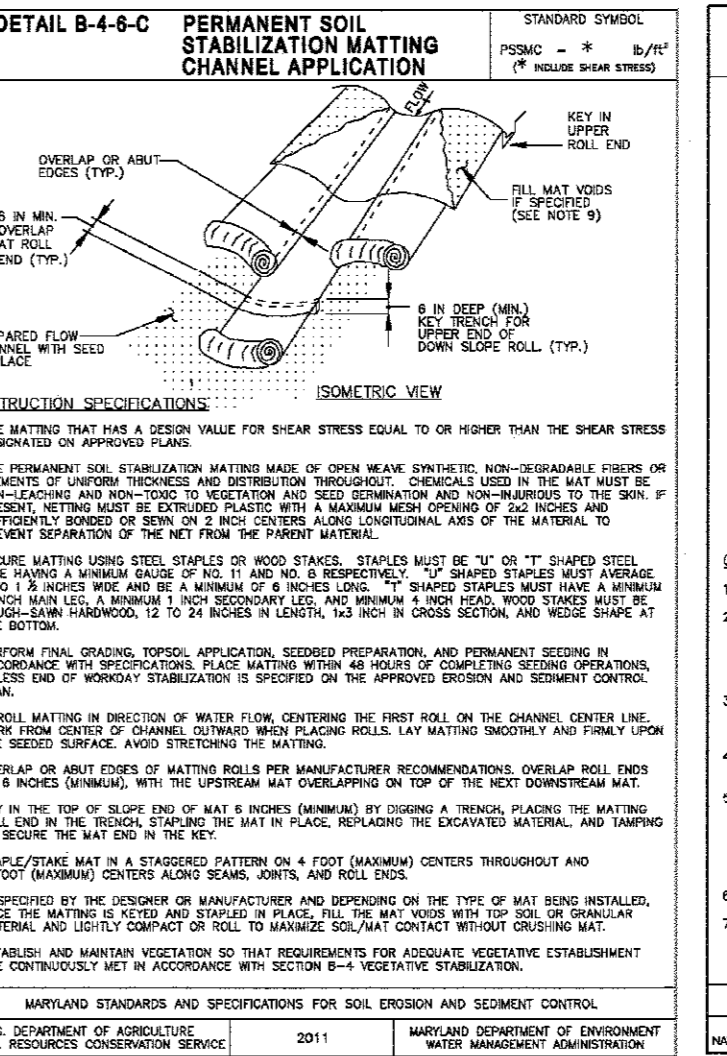 DETAIL B-4-6-C PERMANENT SOIL
STABILIZATION MATTING
CHANNEL APPLICATION
STANDARD SYMBOL
PSSMC - * lb/ft²
(* INCLUDE SHEAR STRESS)
FLOW
KEY IN
UPPER
ROLL END
OVERLAP OR ABUT
EDGES (TYP.)
FILL MAT VOIDS
IF SPECIFIED
(SEE NOTE 9)
6 IN MIN.
OVERLAP
AT ROLL
END (TYP.)
6 IN DEEP (MIN.)
KEY TRENCH FOR
UPPER END OF
DOWN SLOPE ROLL. (TYP.)
PARED FLOW
NNEL WITH SEED
LACE
ISOMETRIC VIEW
TRUCTION SPECIFICATIONS:
E MATTING THAT HAS A DESIGN VALUE FOR SHEAR STRESS EQUAL TO OR HIGHER THAN THE SHEAR STRESS
SIGNATED ON APPROVED PLANS.
E PERMANENT SOIL STABILIZATION MATTING MADE OF OPEN WEAVE SYNTHETIC, NON-DEGRADABLE FIBERS OR
EMENTS OF UNIFORM THICKNESS AND DISTRIBUTION THROUGHOUT. CHEMICALS USED IN THE MAT MUST BE
N-LEACHING AND NON-TOXIC TO VEGETATION AND SEED GERMINATION AND NON-INJURIOUS TO THE SKIN. IF
ESENT, NETTING MUST BE EXTRUDED PLASTIC WITH A MAXIMUM MESH OPENING OF 2x2 INCHES AND
FFICIENTLY BONDED OR SEWN ON 2 INCH CENTERS ALONG LONGITUDINAL AXIS OF THE MATERIAL TO
EVENT SEPARATION OF THE NET FROM THE PARENT MATERIAL.
CURE MATTING USING STEEL STAPLES OR WOOD STAKES. STAPLES MUST BE "U" OR "T" SHAPED STEEL
E HAVING A MINIMUM GAUGE OF NO. 11 AND NO. 8 RESPECTIVELY. "U" SHAPED STAPLES MUST AVERAGE
O 1 ½ INCHES WIDE AND BE A MINIMUM OF 6 INCHES LONG. "T" SHAPED STAPLES MUST HAVE A MINIMUM
NCH MAIN LEG, A MINIMUM 1 INCH SECONDARY LEG, AND MINIMUM 4 INCH HEAD. WOOD STAKES MUST BE
UGH-SAWN HARDWOOD, 12 TO 24 INCHES IN LENGTH, 1x3 INCH IN CROSS SECTION, AND WEDGE SHAPE AT
E BOTTOM.
RFORM FINAL GRADING, TOPSOIL APPLICATION, SEEDBED PREPARATION, AND PERMANENT SEEDING IN
CORDANCE WITH SPECIFICATIONS. PLACE MATTING WITHIN 48 HOURS OF COMPLETING SEEDING OPERATIONS,
LESS END OF WORKDAY STABILIZATION IS SPECIFIED ON THE APPROVED EROSION AND SEDIMENT CONTROL
AN.
ROLL MATTING IN DIRECTION OF WATER FLOW, CENTERING THE FIRST ROLL ON THE CHANNEL CENTER LINE.
RK FROM CENTER OF CHANNEL OUTWARD WHEN PLACING ROLLS. LAY MATTING SMOOTHLY AND FIRMLY UPON
E SEEDED SURFACE. AVOID STRETCHING THE MATTING.
ERLAP OR ABUT EDGES OF MATTING ROLLS PER MANUFACTURER RECOMMENDATIONS. OVERLAP ROLL ENDS
6 INCHES (MINIMUM), WITH THE UPSTREAM MAT OVERLAPPING ON TOP OF THE NEXT DOWNSTREAM MAT.
Y IN THE TOP OF SLOPE END OF MAT 6 INCHES (MINIMUM) BY DIGGING A TRENCH, PLACING THE MATTING
LL END IN THE TRENCH, STAPLING THE MAT IN PLACE, REPLACING THE EXCAVATED MATERIAL, AND TAMPING
SECURE THE MAT END IN THE KEY.
APLE/STAKE MAT IN A STAGGERED PATTERN ON 4 FOOT (MAXIMUM) CENTERS THROUGHOUT AND
FOOT (MAXIMUM) CENTERS ALONG SEAMS, JOINTS, AND ROLL ENDS.
SPECIFIED BY THE DESIGNER OR MANUFACTURER AND DEPENDING ON THE TYPE OF MAT BEING INSTALLED,
CE THE MATTING IS KEYED AND STAPLED IN PLACE, FILL THE MAT VOIDS WITH TOP SOIL OR GRANULAR
TERIAL AND LIGHTLY COMPACT OR ROLL TO MAXIMIZE SOIL/MAT CONTACT WITHOUT CRUSHING MAT.
TABLISH AND MAINTAIN VEGETATION SO THAT REQUIREMENTS FOR ADEQUATE VEGETATIVE ESTABLISHMENT
E CONTINUOUSLY MET IN ACCORDANCE WITH SECTION B-4 VEGETATIVE STABILIZATION.
MARYLAND STANDARDS AND SPECIFICATIONS FOR SOIL EROSION AND SEDIMENT CONTROL
S. DEPARTMENT OF AGRICULTURE
L RESOURCES CONSERVATION SERVICE
2011
MARYLAND DEPARTMENT OF ENVIRONMENT
WATER MANAGEMENT ADMINISTRATION
1
2
3
4
5
6
7
NA